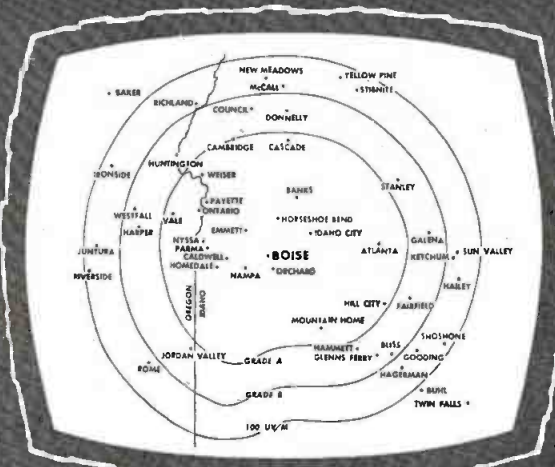 NEW MEADOWS
YELLOW PINE
McCALL
STIBNITE
BAKER
RICHLAND
COUNCIL
DONNELLY
CAMBRIDGE
CASCADE
HUNTINGTON
IRONSIDE
WEISER
STANLEY
BANKS
PAYETTE
ONTARIO
WESTFALL
VALE
HORSESHOE BEND
HARPER
EMMETT
IDAHO CITY
GALENA
NYSSA
JUNTURA
PARMA
ATLANTA
SUN VALLEY
CALDWELL
BOISE
KETCHUM
HOMEDALE
NAMPA
ORCHARD
RIVERSIDE
HAILEY
OREGON
IDAHO
HILL CITY
FAIRFIELD
MOUNTAIN HOME
SHOSHONE
JORDAN VALLEY
HAMMETT
BLISS
GOODING
GLENNS FERRY
ROME
GRADE A
HAGERMAN
BUHL
GRADE B
TWIN FALLS
100 UV/M